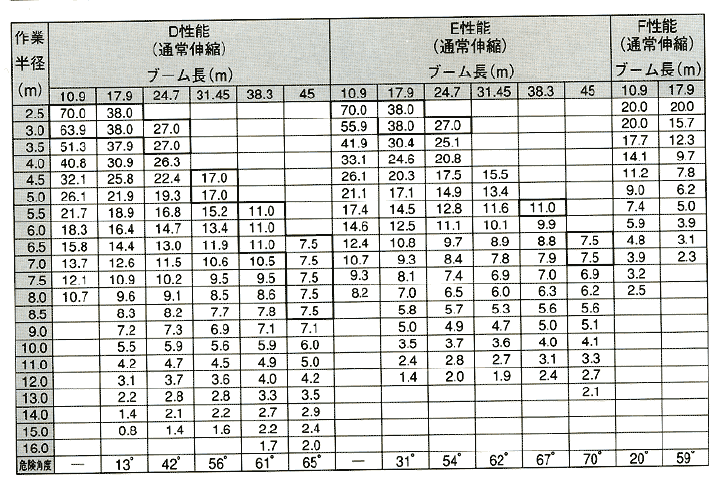 作業半径(m) D性能(通常伸縮) E性能(通常伸縮) F性能(通常伸縮)
ブーム長(m) ブーム長(m) ブーム長(m)
10.9 17.9 24.7 31.45 38.3 45 10.9 17.9 24.7 31.45 38.3 45 10.9 17.9
2.5 70.0 38.0 70.0 38.0 20.0 20.0
3.0 63.9 38.0 27.0 55.9 38.0 27.0 20.0 15.7
3.5 51.3 37.9 27.0 41.9 30.4 25.1 17.7 12.3
4.0 40.8 30.9 26.3 33.1 24.6 20.8 14.1 9.7
4.5 32.1 25.8 22.4 17.0 26.1 20.3 17.5 15.5 11.2 7.8
5.0 26.1 21.9 19.3 17.0 21.1 17.1 14.9 13.4 9.0 6.2
5.5 21.7 18.9 16.8 15.2 11.0 17.4 14.5 12.8 11.6 11.0 7.4 5.0
6.0 18.3 16.4 14.7 13.4 11.0 14.6 12.5 11.1 10.1 9.9 5.9 3.9
6.5 15.8 14.4 13.0 11.9 11.0 7.5 12.4 10.8 9.7 8.9 8.8 7.5 4.8 3.1
7.0 13.7 12.6 11.5 10.6 10.5 7.5 10.7 9.3 8.4 7.8 7.9 7.5 3.9 2.3
7.5 12.1 10.9 10.2 9.5 9.5 7.5 9.3 8.1 7.4 6.9 7.0 6.9 3.2
8.0 10.7 9.6 9.1 8.5 8.6 7.5 8.2 7.0 6.5 6.0 6.3 6.2 2.5
8.5 8.3 8.2 7.7 7.8 7.5 5.8 5.7 5.3 5.6 5.6
9.0 7.2 7.3 6.9 7.1 7.1 5.0 4.9 4.7 5.0 5.1
10.0 5.5 5.9 5.6 5.9 6.0 3.5 3.7 3.6 4.0 4.1
11.0 4.2 4.7 4.5 4.9 5.0 2.4 2.8 2.7 3.1 3.3
12.0 3.1 3.7 3.6 4.0 4.2 1.4 2.0 1.9 2.4 2.7
13.0 2.2 2.8 2.8 3.3 3.5 2.1
14.0 1.4 2.1 2.2 2.7 2.9
15.0 0.8 1.4 1.6 2.2 2.4
16.0 1.7 2.0
危険角度 — 13° 42° 56° 61° 65° — 31° 54° 62° 67° 70° 20° 59°